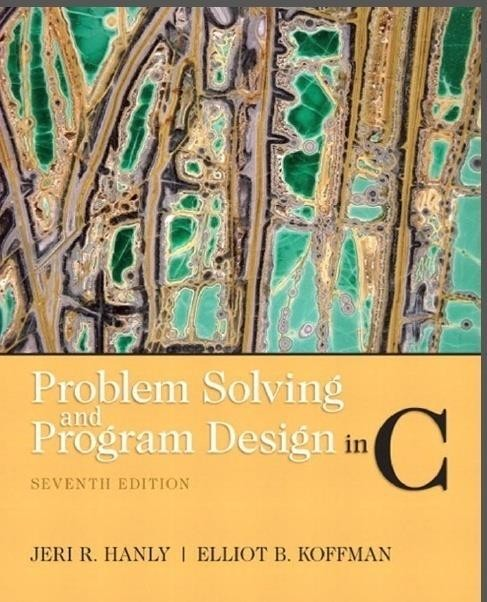 Problem Solving
and
Program Design in C
SEVENTH EDITION
JERI R. HANLY | ELLIOT B. KOFFMAN